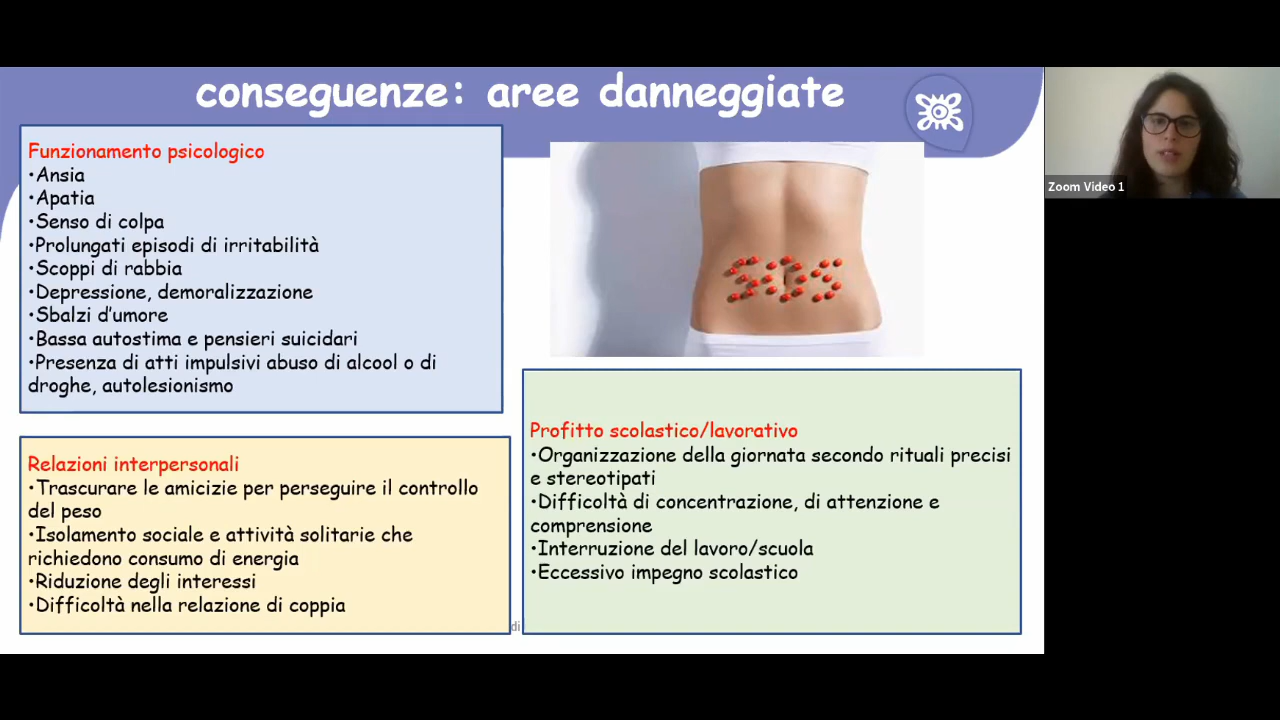 conseguenze: aree danneggiate
Funzionamento psicologico
•Ansia
•Apatia
•Senso di colpa
•Prolungati episodi di irritabilità
•Scoppi di rabbia
•Depressione, demoralizzazione
•Sbalzi d'umore
•Bassa autostima e pensieri suicidari
•Presenza di atti impulsivi abuso di alcool o di
droghe, autolesionismo
SOS
Relazioni interpersonali
•Trascurare le amicizie per perseguire il controllo
del peso
•Isolamento sociale e attività solitarie che
richiedono consumo di energia
•Riduzione degli interessi
•Difficoltà nella relazione di coppia
di
Profitto scolastico/lavorativo
•Organizzazione della giornata secondo rituali precisi
e stereotipati
•Difficoltà di concentrazione, di attenzione e
comprensione
•Interruzione del lavoro/scuola
•Eccessivo impegno scolastico
Zoom Video 1